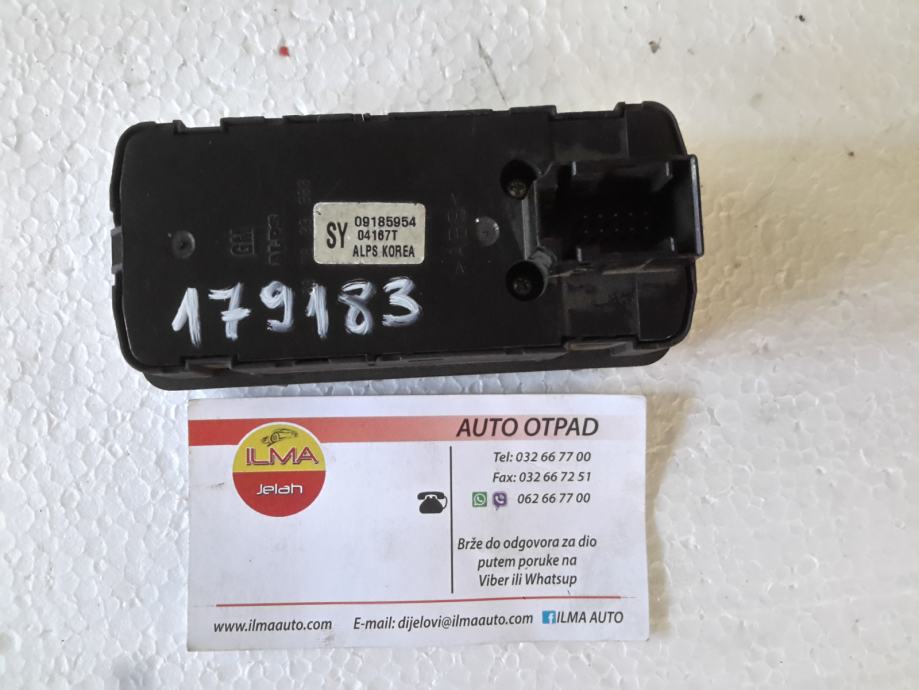 GM
SY
09185954
04167T
ALPS KOREA
179183
AUTO OTPAD
ILMA
Jelah
Tel: 032 66 77 00
Fax: 032 66 72 51
062 66 77 00
Brže do odgovora za dio
putem poruke na
Viber ili Whatsup
www.ilmaauto.com E-mail: dijelovi@ilmaauto.com ILMA AUTO